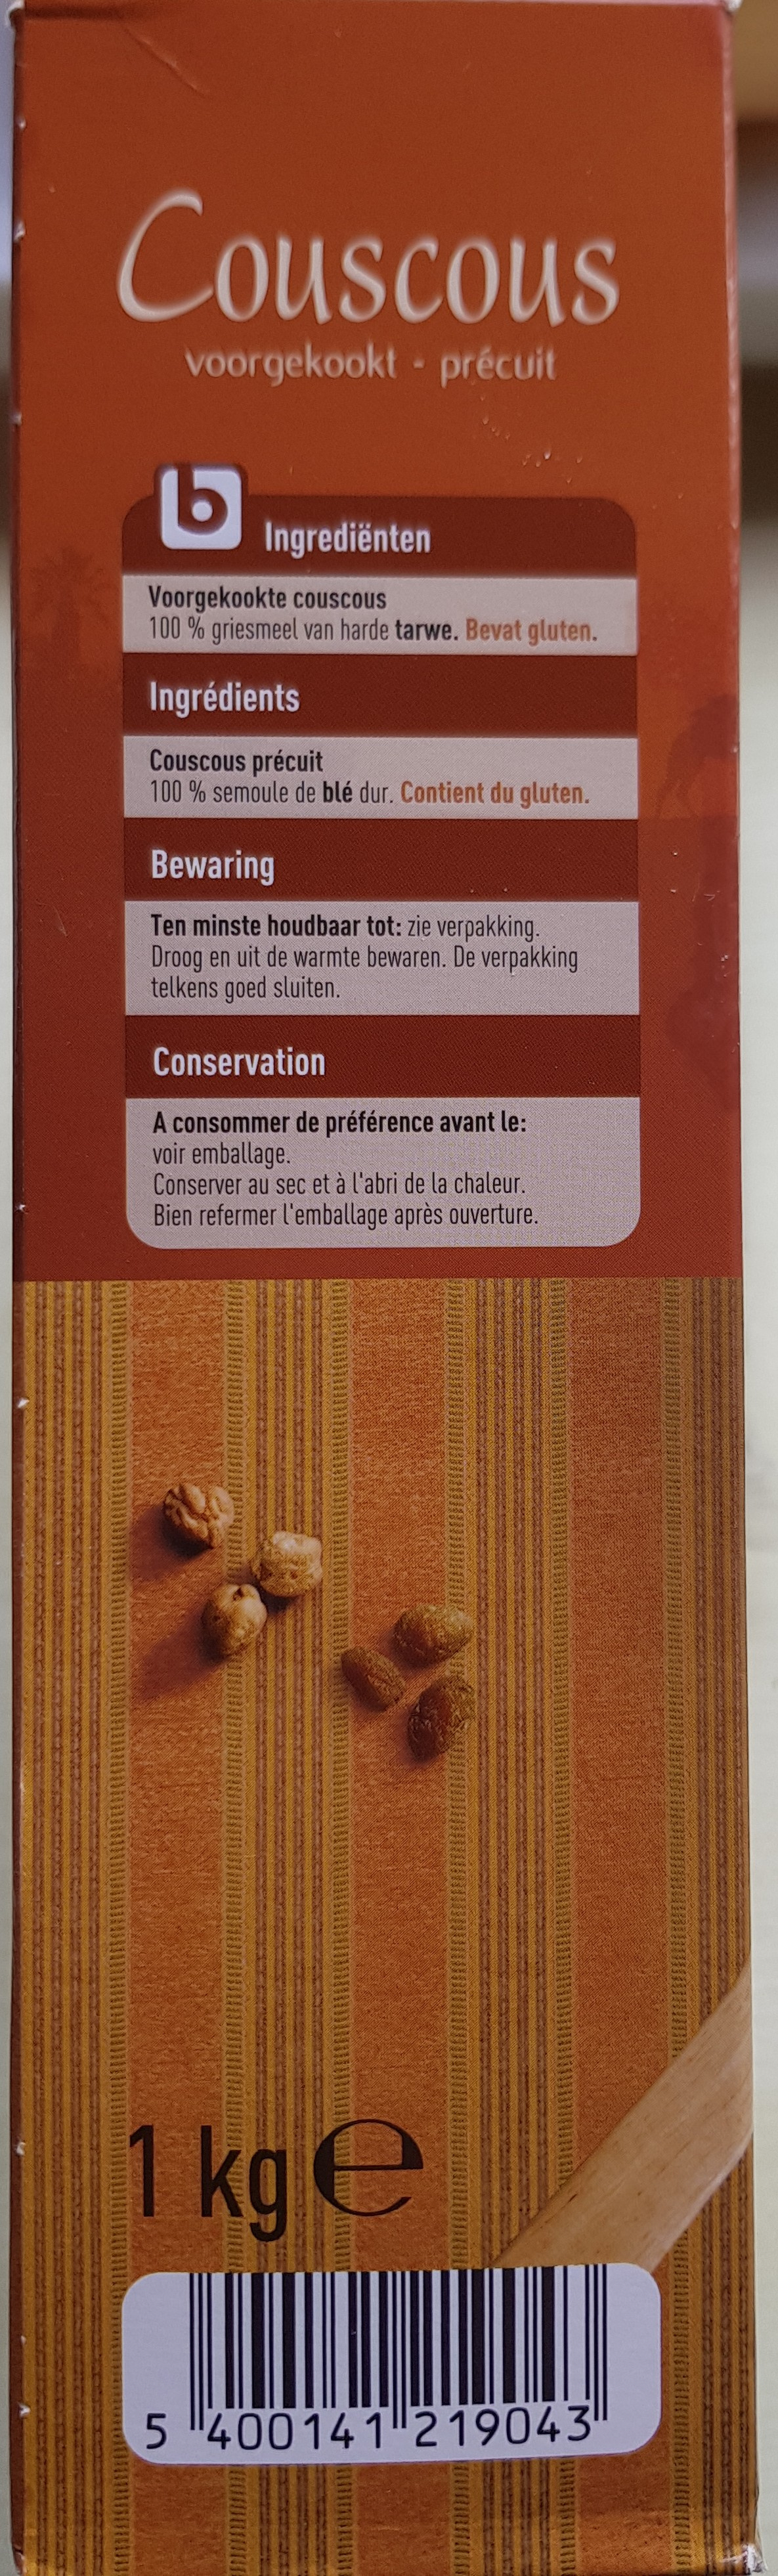 Couscous
voorgekookt - précuit
b
Ingrediënten
Voorgekookte couscous
100 % griesmeel van harde tarwe. Bevat gluten.
Ingrédients
Couscous précuit
100 % semoule de blé dur. Contient du gluten.
Bewaring
Ten minste houdbaar tot: zie verpakking.
Droog en uit de warmte bewaren. De verpakking
telkens goed sluiten.
Conservation
A consommer de préférence avant le:
voir emballage.
Conserver au sec et à l'abri de la chaleur.
Bien refermer l'emballage après ouverture.
1 kg ℮
5 400141 219043